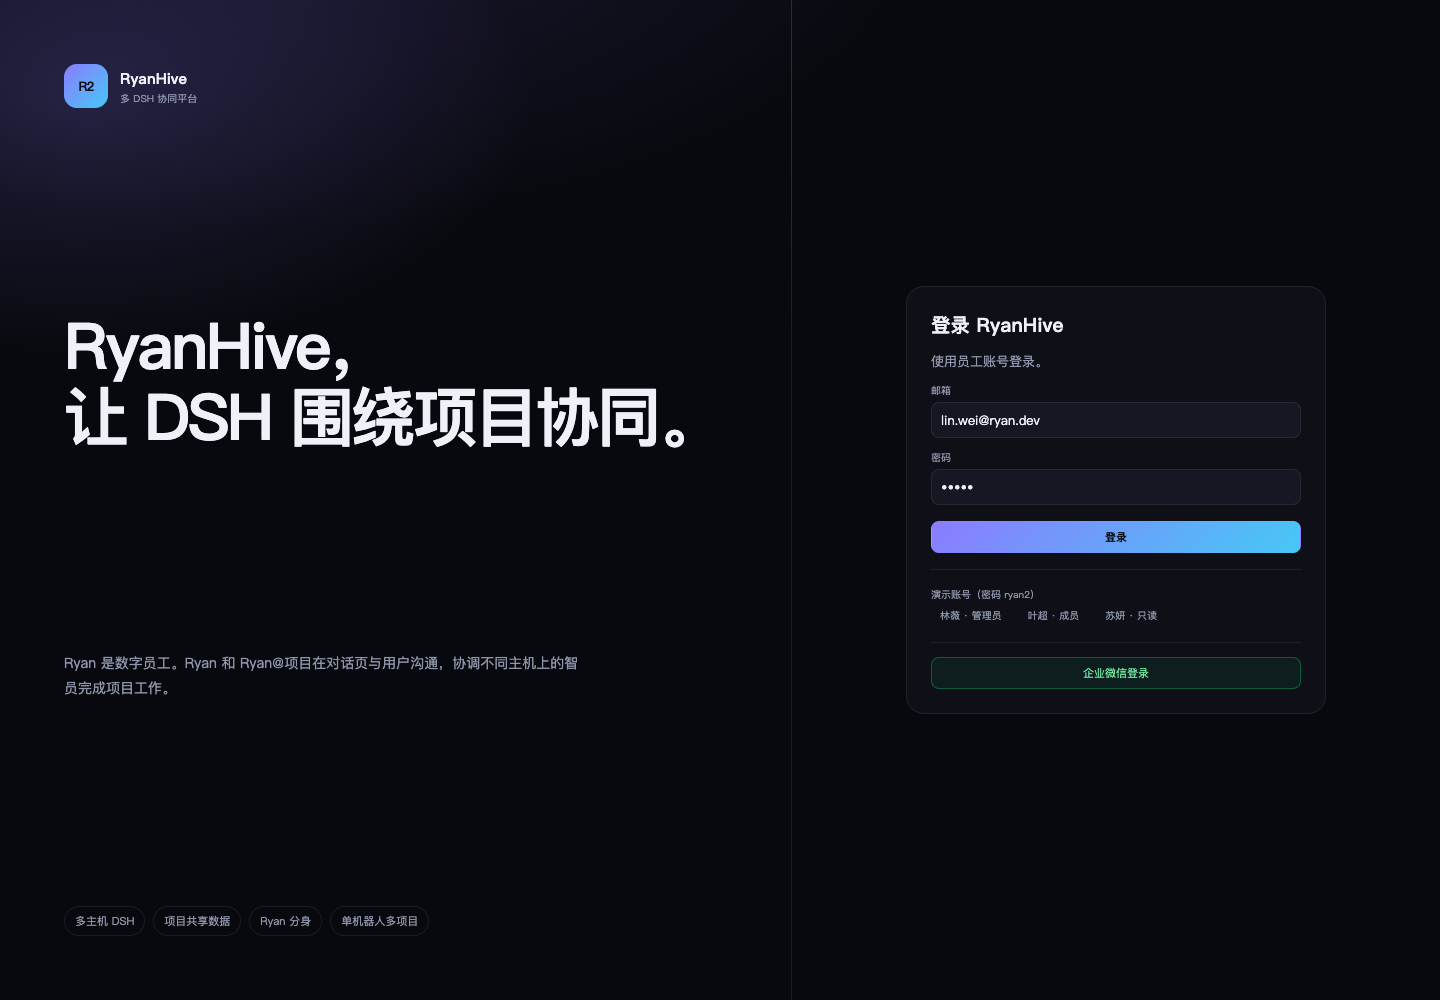 R2
RyanHive
多 DSH 协同平台
RyanHive,
让 DSH 围绕项目协同。
Ryan 是数字员工。Ryan 和 Ryan@项目在对话页与用户沟通，协调不同主机上的智
员完成项目工作。
多主机 DSH
项目共享数据
Ryan 分身
单机器人多项目
登录 RyanHive
使用员工账号登录。
邮箱
lin.wei@ryan.dev
密码
•••••
登录
演示账号（密码 ryan2）
林薇 · 管理员
叶超 · 成员
苏妍 · 只读
企业微信登录